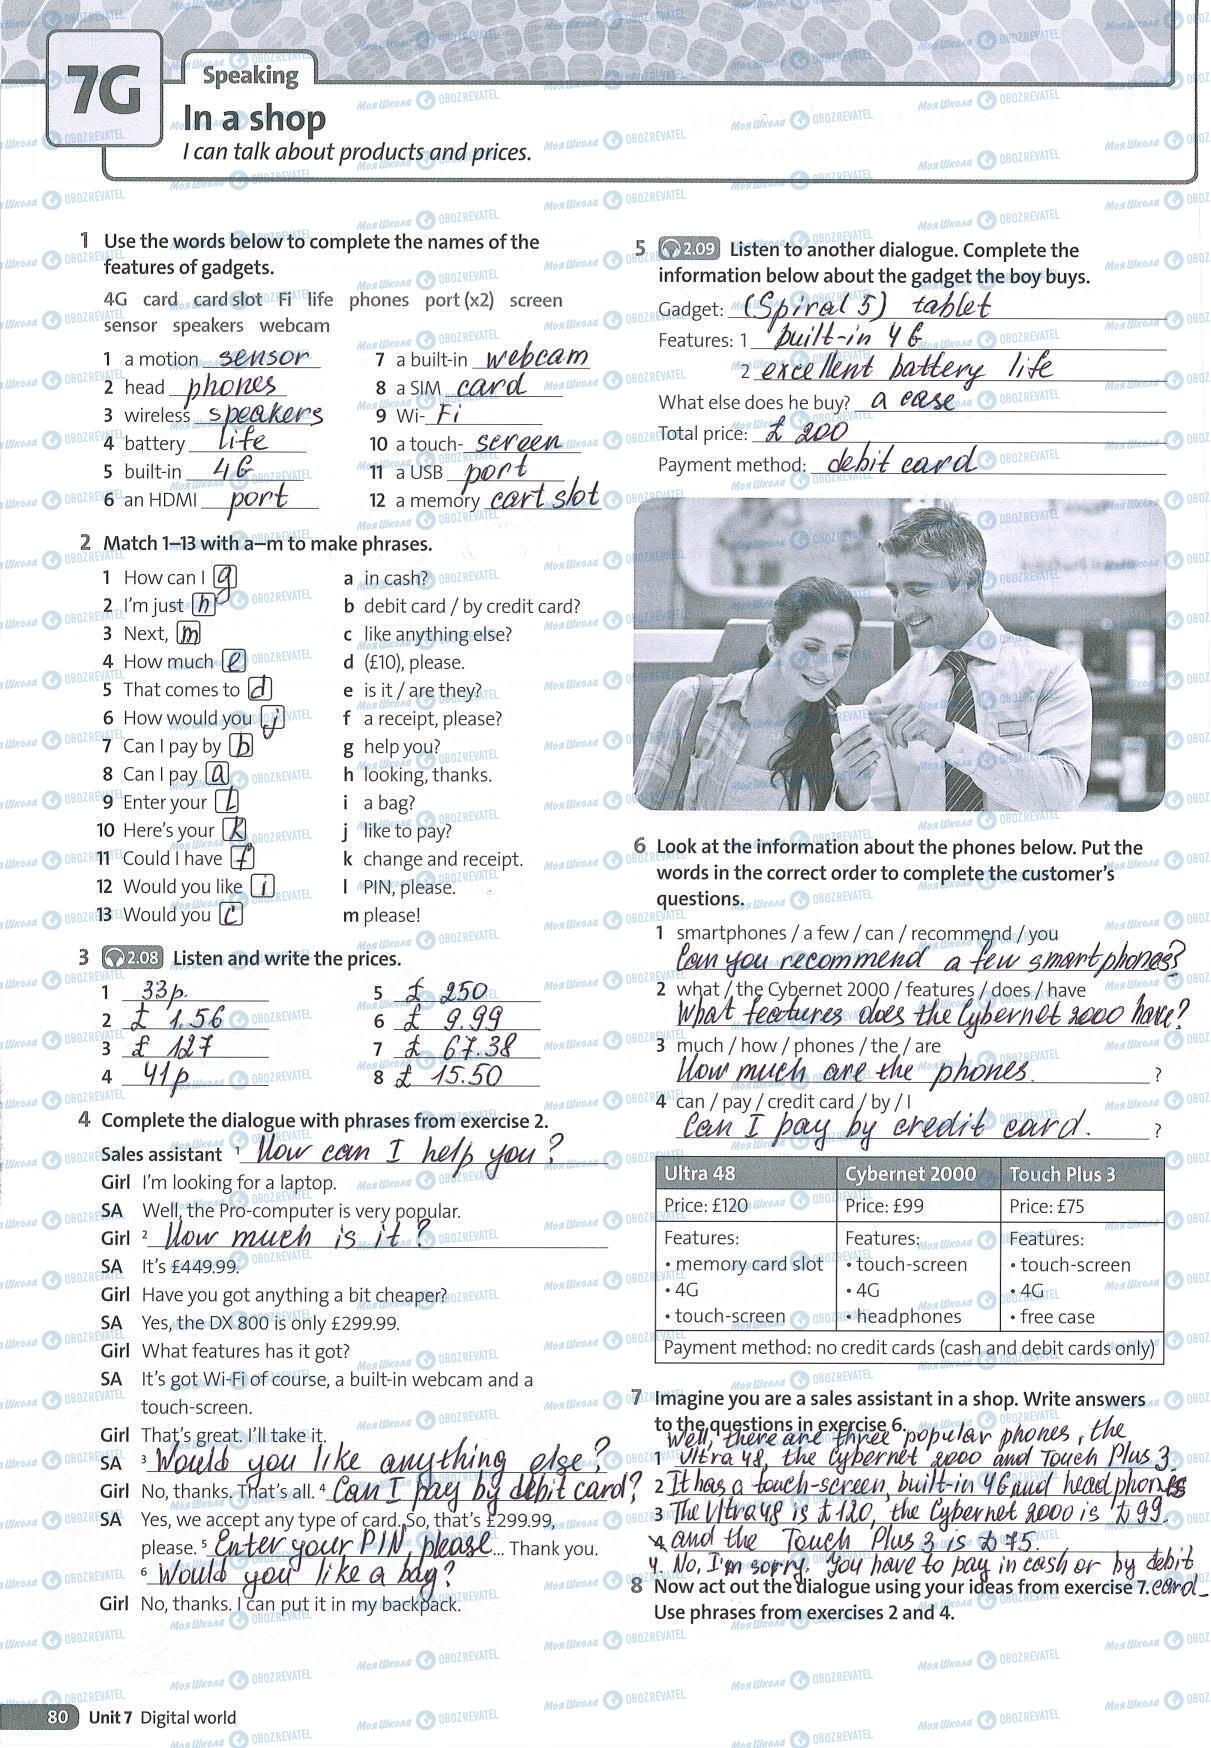 7G
Speaking
In a shop
I can talk about products and prices.
1 Use the words below to complete the names of the
features of gadgets.
4G card card slot Fi life phones port (x2) screen
sensor speakers webcam
1 a motion sensor
2 head phones
3 wireless speakers
4 battery life
5 built-in 4G
6 an HDMI port
7 a built-in webcam
8 a SIM card
9 Wi- Fi
10 a touch- screen
11 a USB port
12 a memory cart slot
2 Match 1–13 with a–m to make phrases.
1 How can I g
2 I'm just h
3 Next, m
4 How much e
5 That comes to d
6 How would you j
7 Can I pay by b
8 Can I pay a
9 Enter your l
10 Here's your k
11 Could I have f
12 Would you like i
13 Would you c
a in cash?
b debit card / by credit card?
c like anything else?
d (£10), please.
e is it / are they?
f a receipt, please?
g help you?
h looking, thanks.
i a bag?
j like to pay?
k change and receipt.
l PIN, please.
m please!
3 2.08 Listen and write the prices.
1 33p.
2 £ 1.56
3 £ 127
4 41p
5 £ 250
6 £ 9.99
7 £ 67.38
8 £ 15.50
4 Complete the dialogue with phrases from exercise 2.
Sales assistant 1 How can I help you?
Girl I'm looking for a laptop.
SA Well, the Pro-computer is very popular.
Girl 2 How much is it?
SA It's £449.99.
Girl Have you got anything a bit cheaper?
SA Yes, the DX 800 is only £299.99.
Girl What features has it got?
SA It's got Wi-Fi of course, a built-in webcam and a
touch-screen.
Girl That's great. I'll take it.
SA 3 Would you like anything else?
Girl No, thanks. That's all. 4 Can I pay by debit card?
SA Yes, we accept any type of card. So, that's £299.99,
please. 5 Enter your PIN, please... Thank you.
6 Would you like a bag?
Girl No, thanks. I can put it in my backpack.
5 2.09 Listen to another dialogue. Complete the
information below about the gadget the boy buys.
Gadget: (Spiral 5) tablet
Features: 1 built-in 4G
2 excellent battery life
What else does he buy? a case
Total price: £ 200
Payment method: debit card
6 Look at the information about the phones below. Put the
words in the correct order to complete the customer's
questions.
1 smartphones / a few / can / recommend / you
Can you recommend a few smartphones?
2 what / the Cybernet 2000 / features / does / have
What features does the Cybernet 2000 have?
3 much / how / phones / the / are
How much are the phones. ?
4 can / pay / credit card / by / I
Can I pay by credit card. ?
Ultra 48 Cybernet 2000 Touch Plus 3
Price: £120 Price: £99 Price: £75
Features: Features: Features:
• memory card slot • touch-screen • touch-screen
• 4G • 4G • 4G
• touch-screen • headphones • free case
Payment method: no credit cards (cash and debit cards only)
7 Imagine you are a sales assistant in a shop. Write answers
to the questions in exercise 6.
Well, there are three popular phones, the
1 Ultra 48, the Cybernet 2000 and Touch Plus 3.
2 It has a touch-screen, built-in 4G and headphones
3 The Ultra 48 is £120, the Cybernet 2000 is £99.
4 and the Touch Plus 3 is £75.
4. No, I'm sorry. You have to pay in cash or by debit
card.
8 Now act out the dialogue using your ideas from exercise 7.
Use phrases from exercises 2 and 4.
80 Unit 7 Digital world
Моя Школа OBOZREVATEL